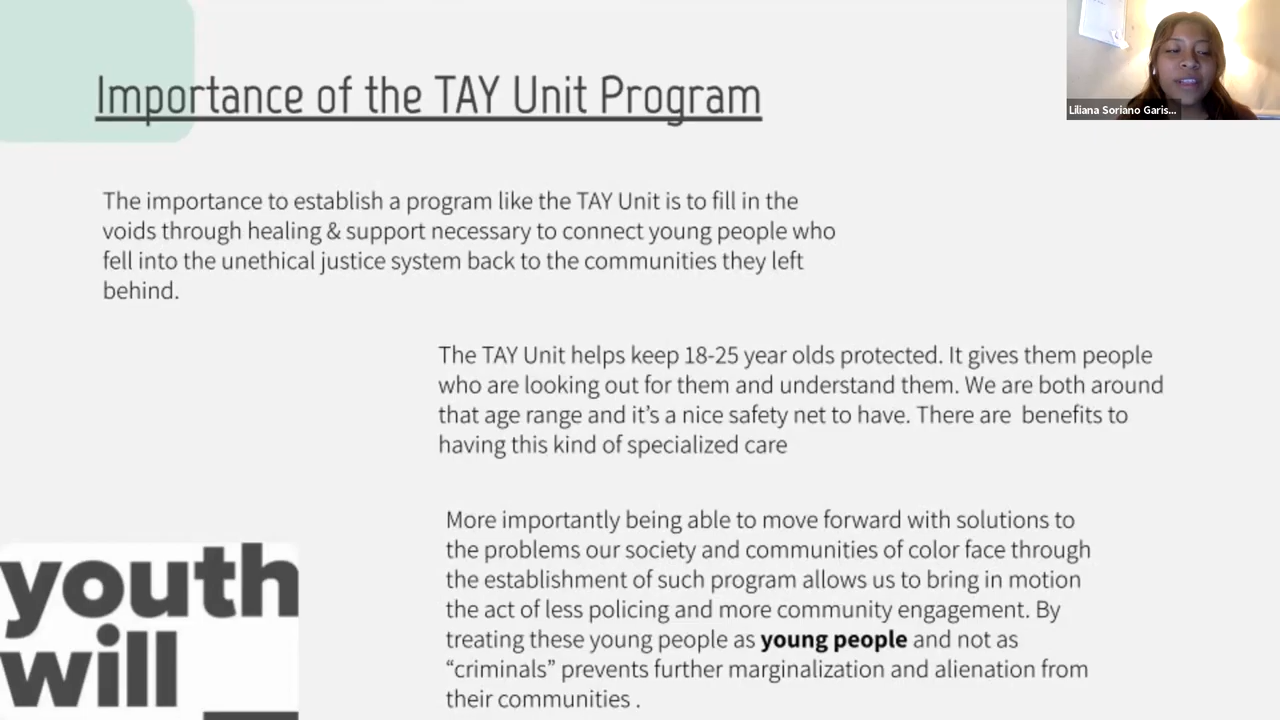 Importance of the TAY Unit Program
Liliana Soriano Garis...
The importance to establish a program like the TAY Unit is to fill in the
voids through healing & support necessary to connect young people who
fell into the unethical justice system back to the communities they left
behind.
The TAY Unit helps keep 18-25 year olds protected. It gives them people
who are looking out for them and understand them. We are both around
that age range and it’s a nice safety net to have. There are  benefits to
having this kind of specialized care
More importantly being able to move forward with solutions to
the problems our society and communities of color face through
the establishment of such program allows us to bring in motion
the act of less policing and more community engagement. By
treating these young people as young people and not as
“criminals” prevents further marginalization and alienation from
their communities .
youth
will